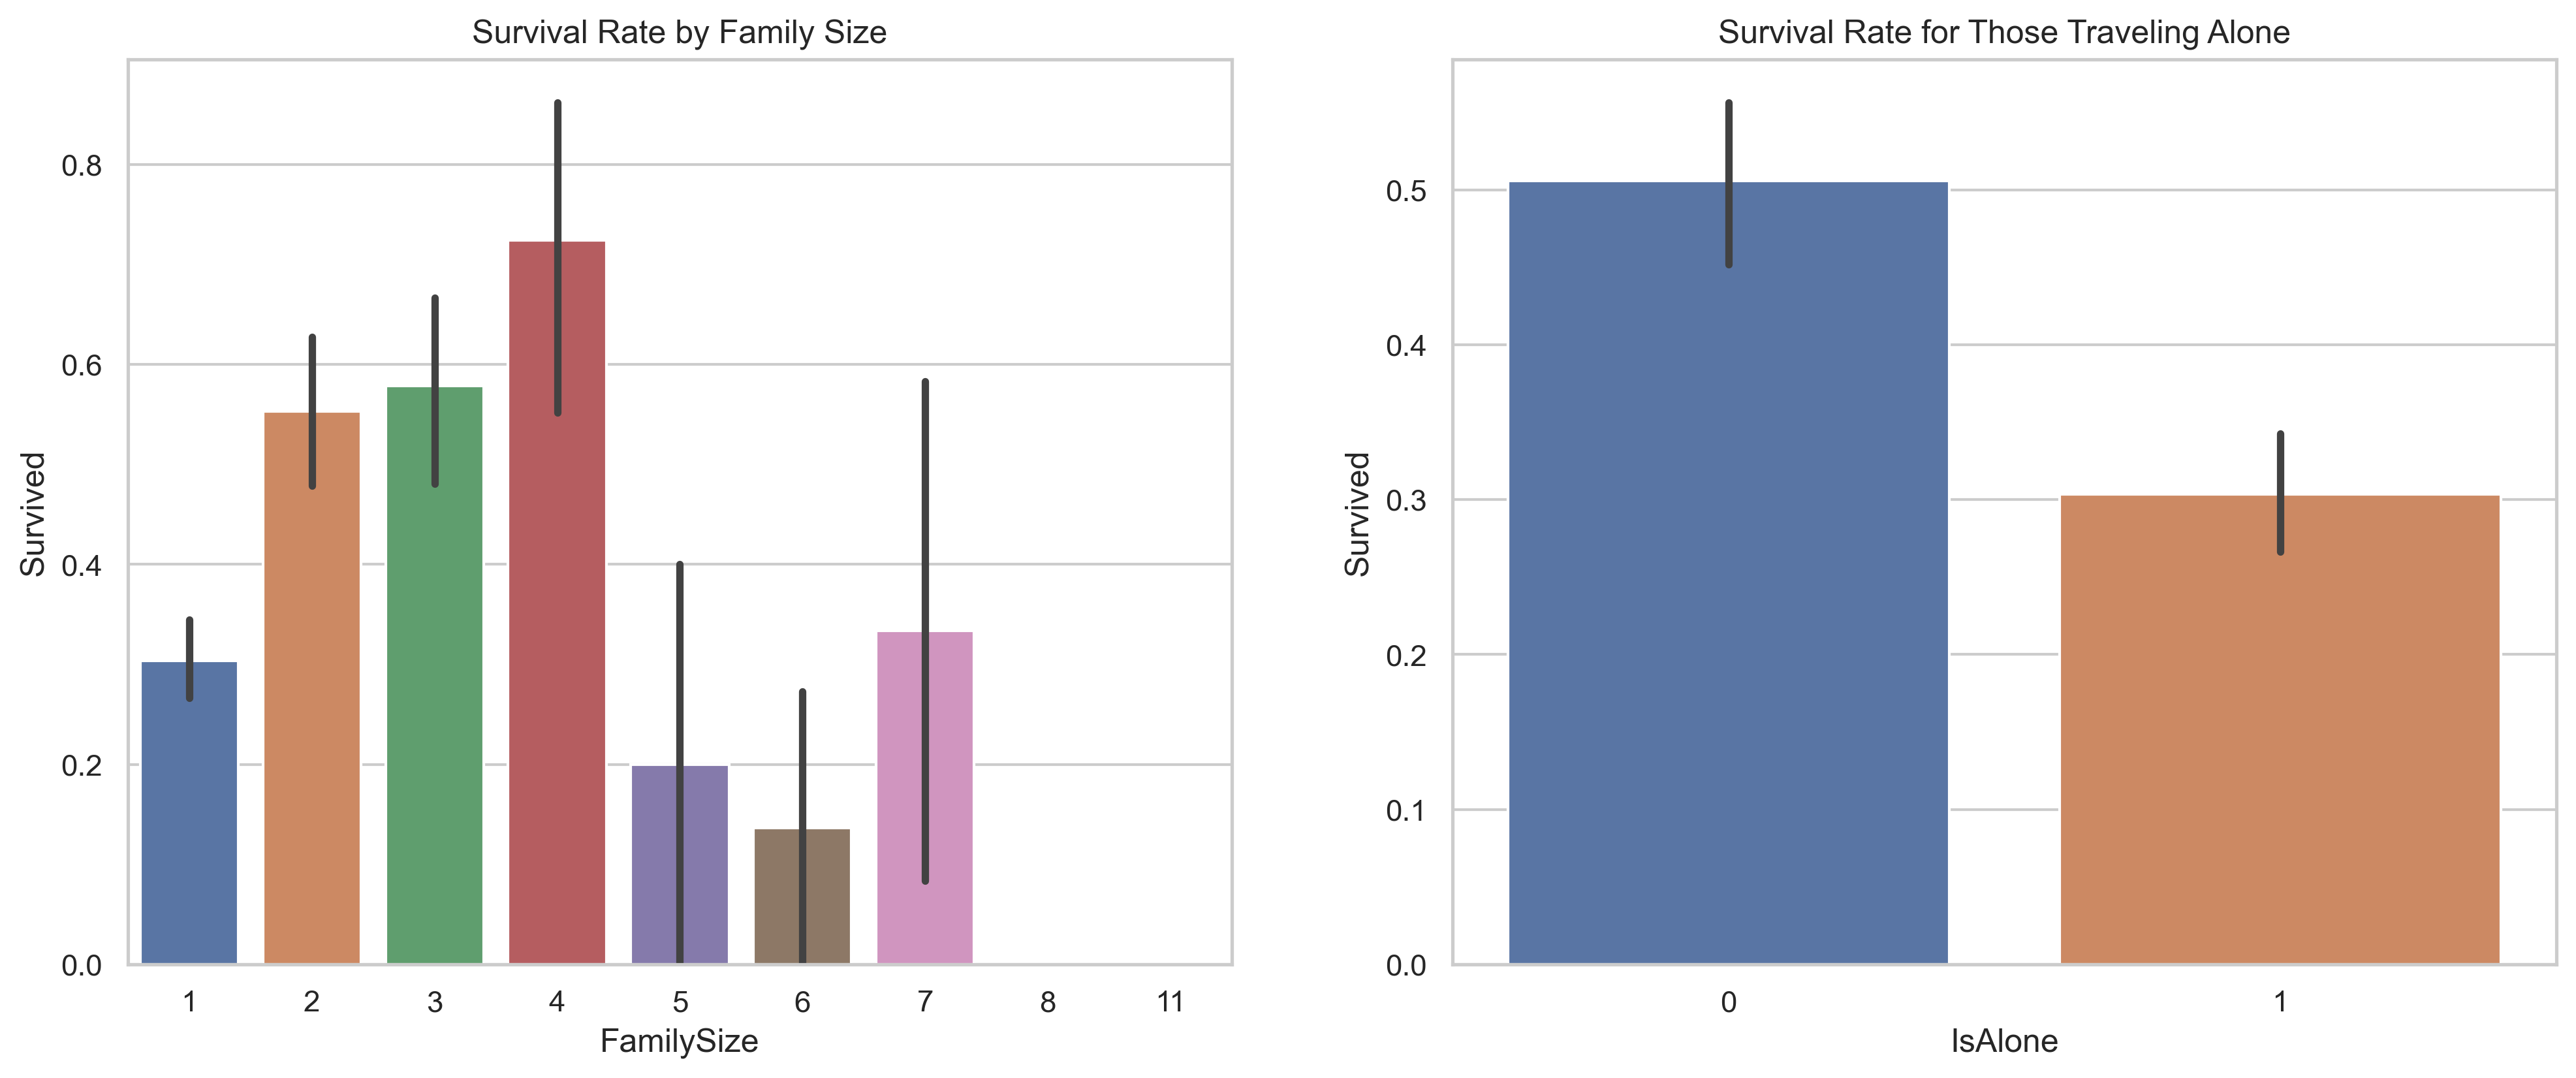 Survival Rate by Family Size
0.8
0.6
0.4
0.2
0.0
Survived
1 2 3 4 5 6 7 8 11
FamilySize
Survival Rate for Those Traveling Alone
0.5
0.4
0.3
0.2
0.1
0.0
Survived
0 1
IsAlone